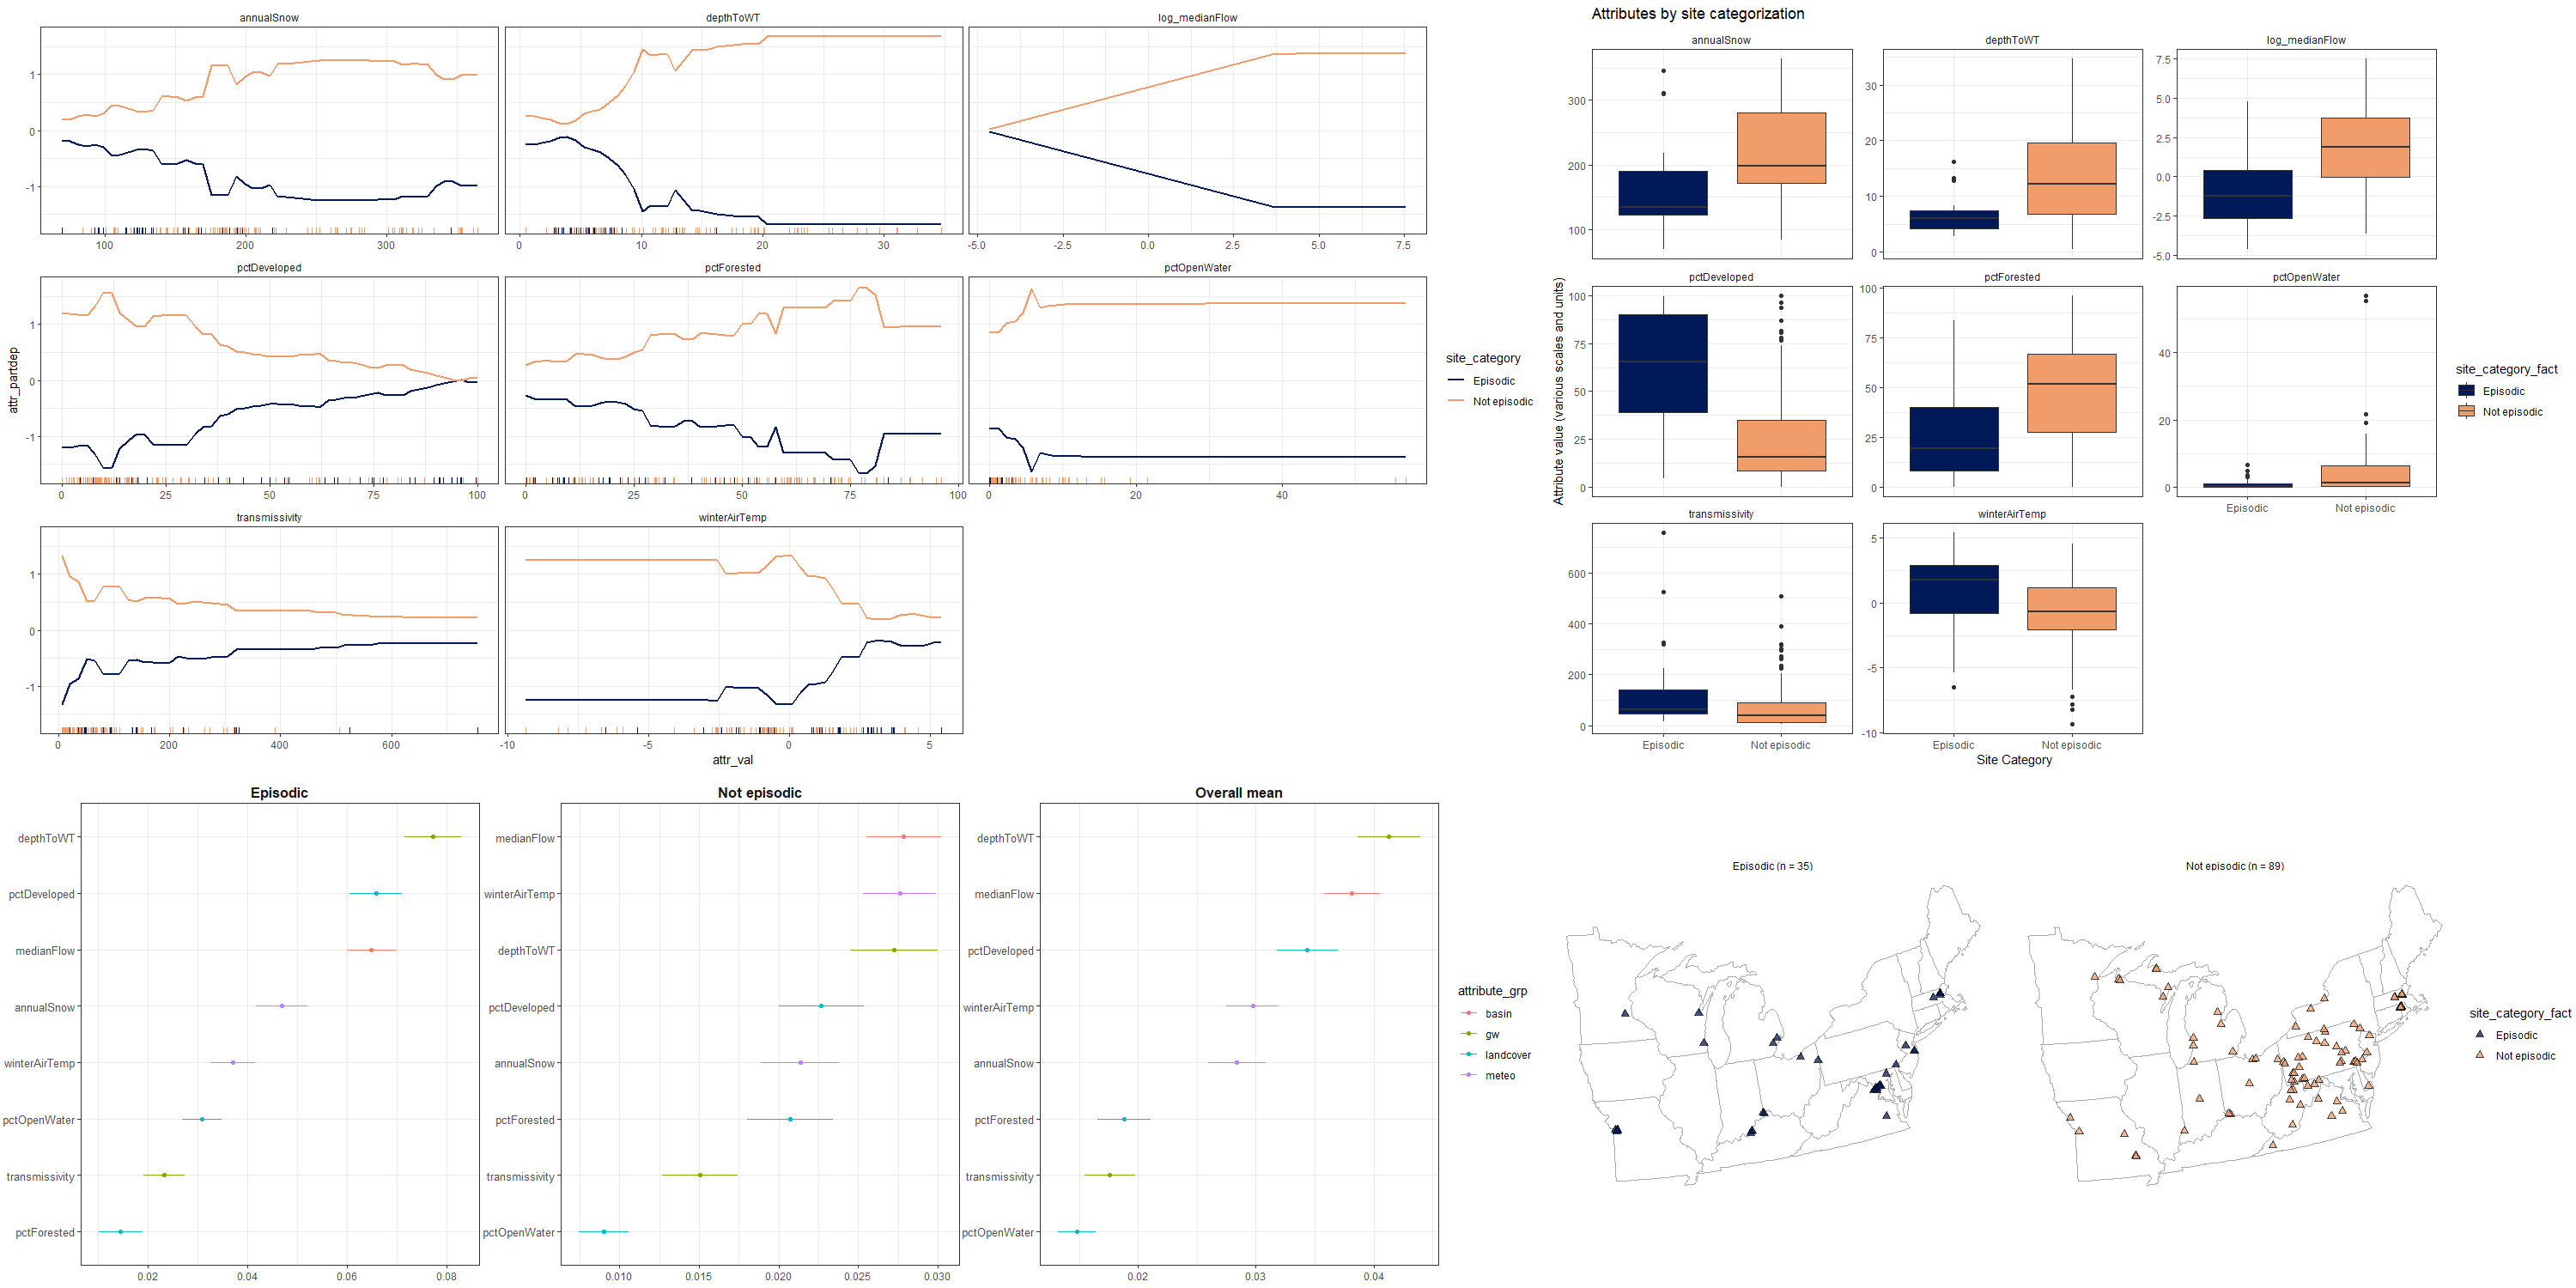 annualSnow
depthToWT
log_medianFlow
1
0
-1
100
200
300
0
10
20
30
-5.0
-2.5
0.0
2.5
5.0
7.5
pctDeveloped
pctForested
pctOpenWater
1
0
-1
0
25
50
75
100
0
25
50
75
100
0
20
40
transmissivity
winterAirTemp
1
0
-1
0
200
400
600
-10
-5
0
5
attr_partdep
attr_val
site_category
Episodic
Not episodic
Attributes by site categorization
annualSnow
depthToWT
log_medianFlow
300
200
100
30
20
10
0
7.5
5.0
2.5
0.0
-2.5
-5.0
pctDeveloped
pctForested
pctOpenWater
100
75
50
25
0
100
75
50
25
0
40
20
0
Episodic
Not episodic
transmissivity
winterAirTemp
600
400
200
0
5
0
-5
-10
Episodic
Not episodic
Episodic
Not episodic
Attribute value (various scales and units)
Site Category
site_category_fact
Episodic
Not episodic
Episodic
depthToWT
pctDeveloped
medianFlow
annualSnow
winterAirTemp
pctOpenWater
transmissivity
pctForested
0.02
0.04
0.06
0.08
Not episodic
medianFlow
winterAirTemp
depthToWT
pctDeveloped
annualSnow
pctForested
transmissivity
pctOpenWater
0.010
0.015
0.020
0.025
0.030
Overall mean
depthToWT
medianFlow
pctDeveloped
winterAirTemp
annualSnow
pctForested
transmissivity
pctOpenWater
0.02
0.03
0.04
attribute_grp
basin
gw
landcover
meteo
Episodic (n = 35)
Not episodic (n = 89)
site_category_fact
Episodic
Not episodic